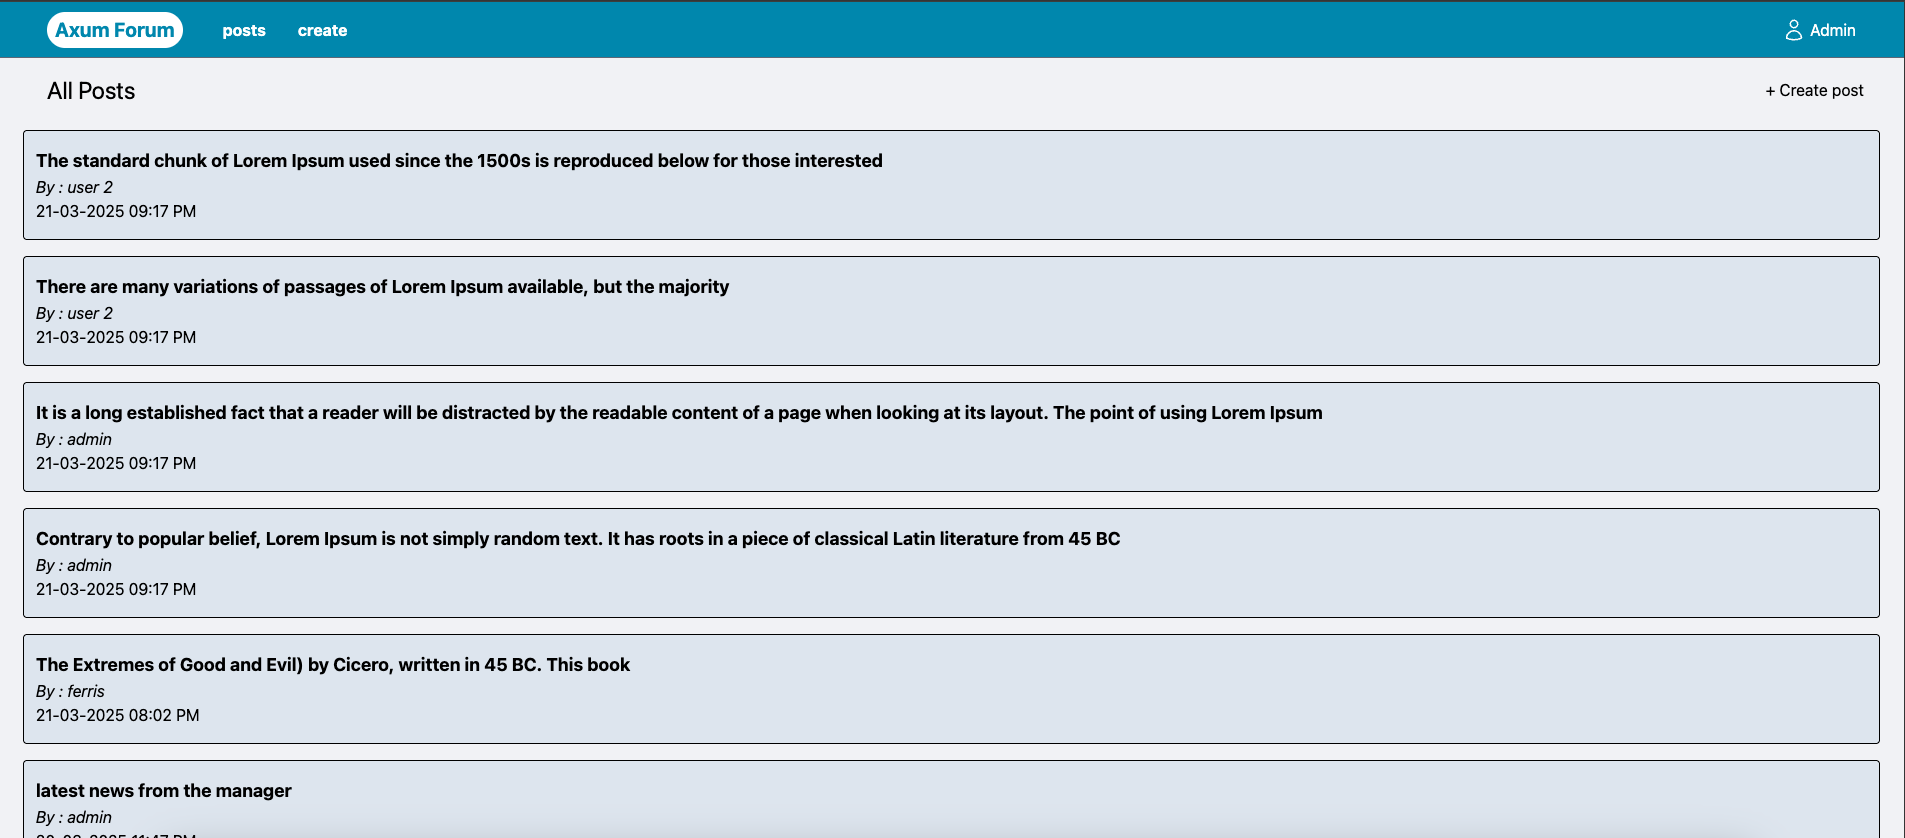 Axum Forum posts create Admin
All Posts + Create post
The standard chunk of Lorem Ipsum used since the 1500s is reproduced below for those interested
By : user 2
21-03-2025 09:17 PM
There are many variations of passages of Lorem Ipsum available, but the majority
By : user 2
21-03-2025 09:17 PM
It is a long established fact that a reader will be distracted by the readable content of a page when looking at its layout. The point of using Lorem Ipsum
By : admin
21-03-2025 09:17 PM
Contrary to popular belief, Lorem Ipsum is not simply random text. It has roots in a piece of classical Latin literature from 45 BC
By : admin
21-03-2025 09:17 PM
The Extremes of Good and Evil) by Cicero, written in 45 BC. This book
By : ferris
21-03-2025 08:02 PM
latest news from the manager
By : admin